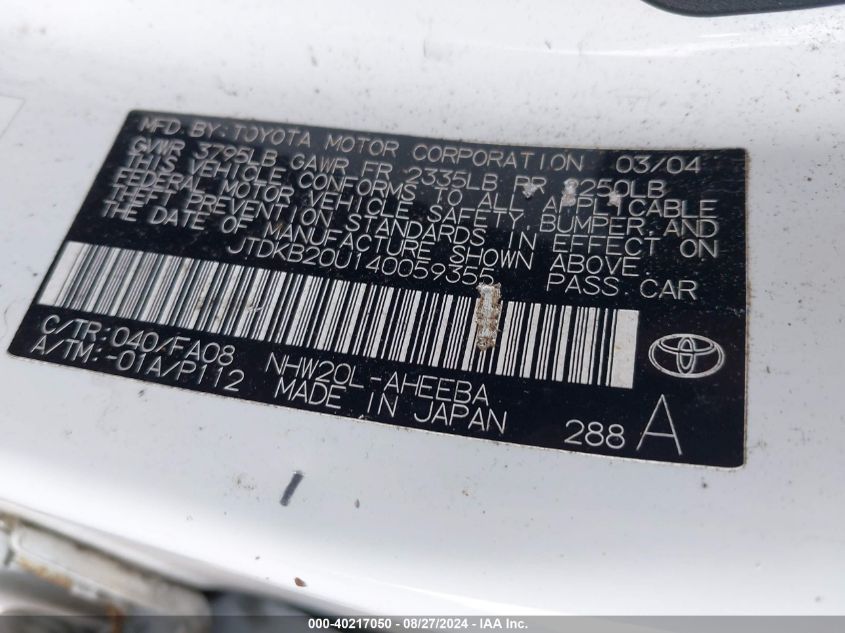 MFD. BY: TOYOTA MOTOR CORPORATION 03/04
GVWR 3795LB GAWR FR 2335LB RR 2250LB
THIS VEHICLE CONFORMS TO ALL APPLICABLE
FEDERAL MOTOR VEHICLE SAFETY, BUMPER, AND
THEFT PREVENTION STANDARDS IN EFFECT ON
THE DATE OF MANUFACTURE SHOWN ABOVE.
JTDKB20U140059355 PASS CAR
C/TR: 040/FA08 NHW20L-AHEEBA
A/TM: -01A/P112 MADE IN JAPAN
288 A
000-40217050 - 08/27/2024 - IAA Inc.